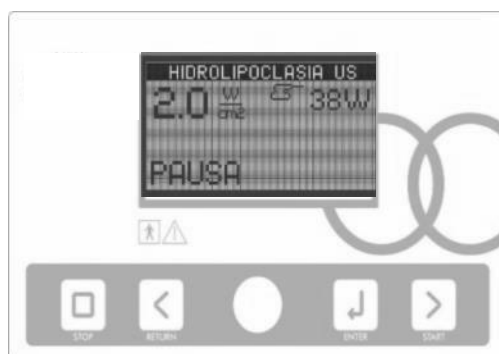 HIDROLIPOCLASIA US
2.0 W/cm2 38W
PAUSA
STOP
RETURN
ENTER
START